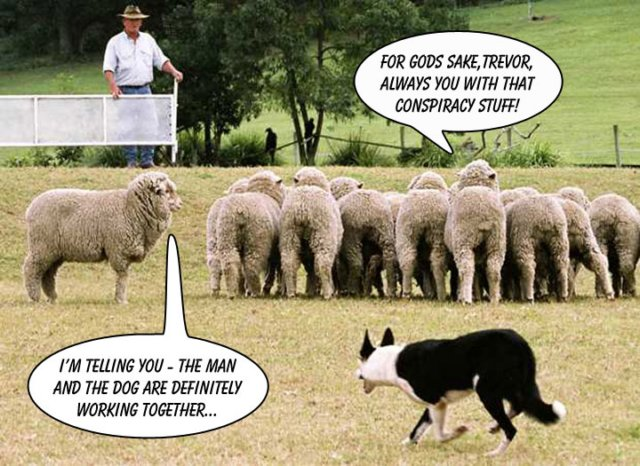 FOR GODS SAKE,TREVOR,
ALWAYS YOU WITH THAT
CONSPIRACY STUFF!
I'M TELLING YOU - THE MAN
AND THE DOG ARE DEFINITELY
WORKING TOGETHER...